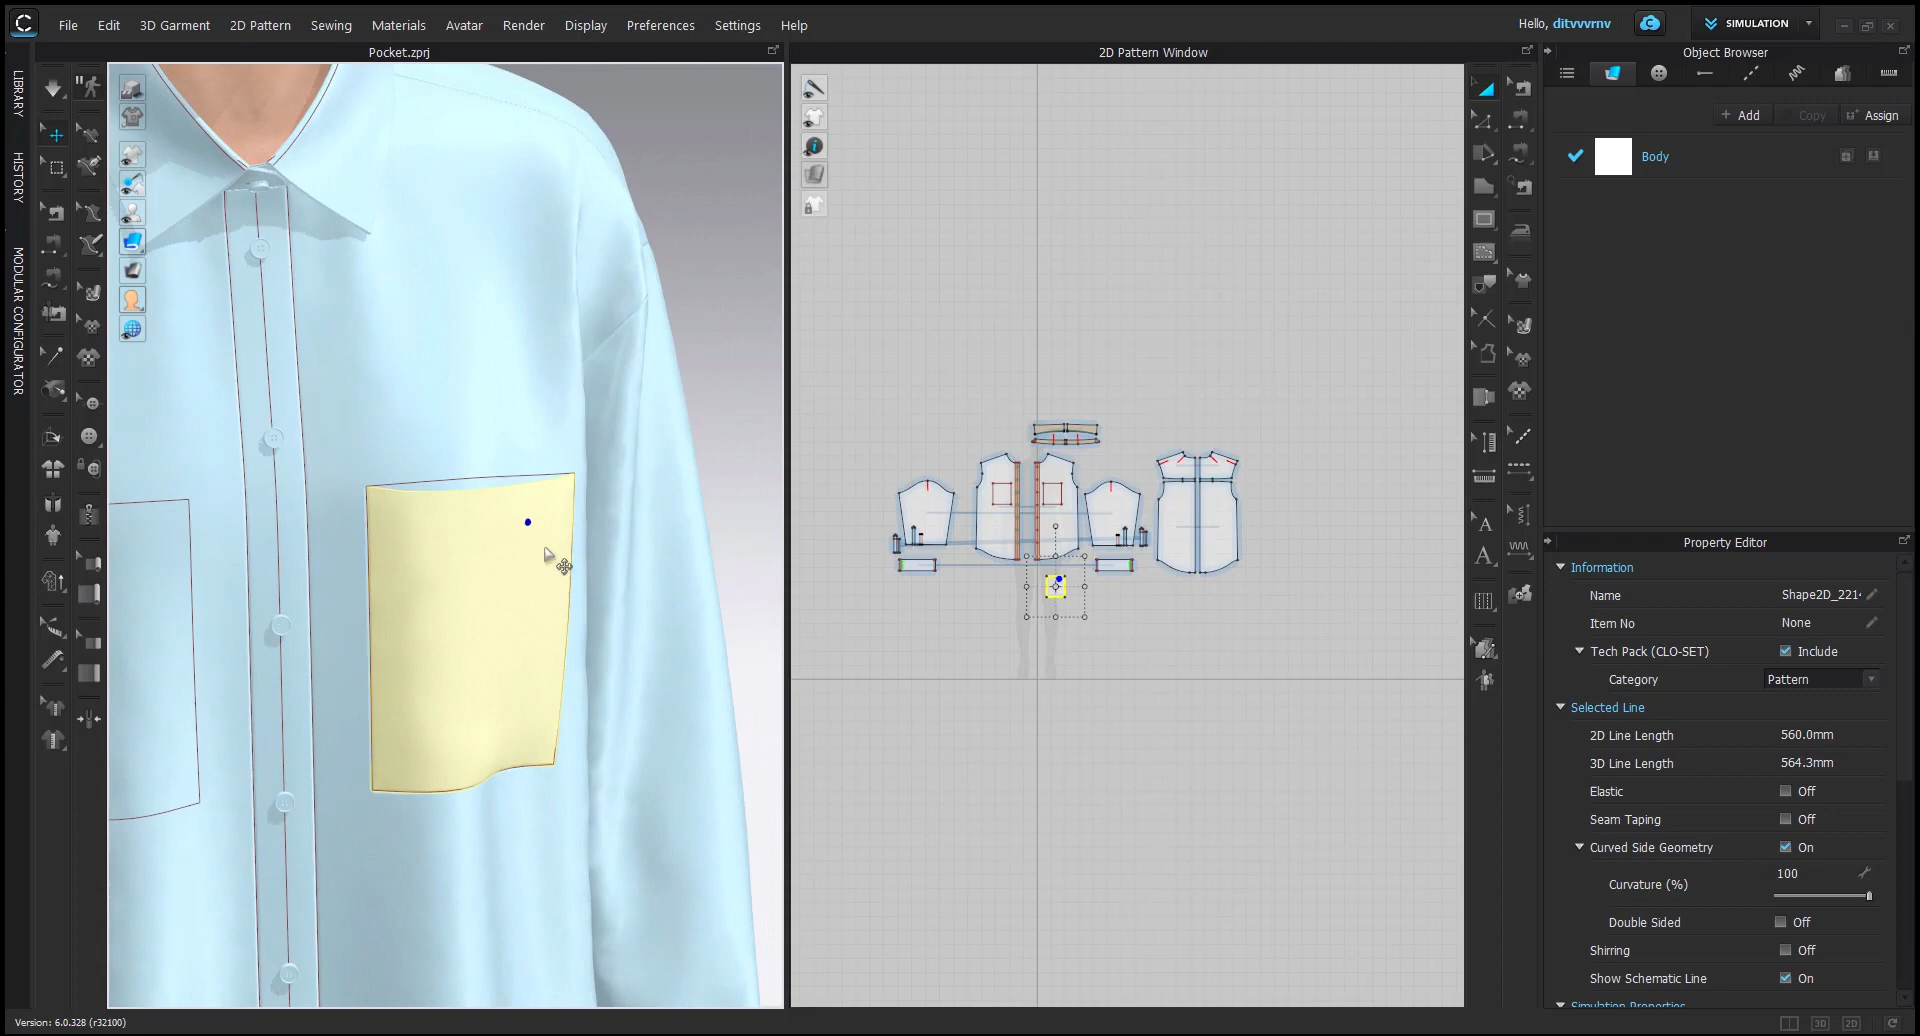 File Edit 3D Garment 2D Pattern Sewing Materials Avatar Render Display Preferences Settings Help
Hello, ditvvvrnv
SIMULATION
Pocket.zprj
2D Pattern Window
Object Browser
LIBRARY
HISTORY
MODULAR CONFIGURATOR
+ Add Copy Assign
Body
Property Editor
Information
Name Shape2D_221
Item No None
Tech Pack (CLO-SET) Include
Category Pattern
Selected Line
2D Line Length 560.0mm
3D Line Length 564.3mm
Elastic Off
Seam Taping Off
Curved Side Geometry On
Curvature (%) 100
Double Sided Off
Shirring Off
Show Schematic Line On
Simulation Properties
Version: 6.0.328 (r32100)
3D 2D